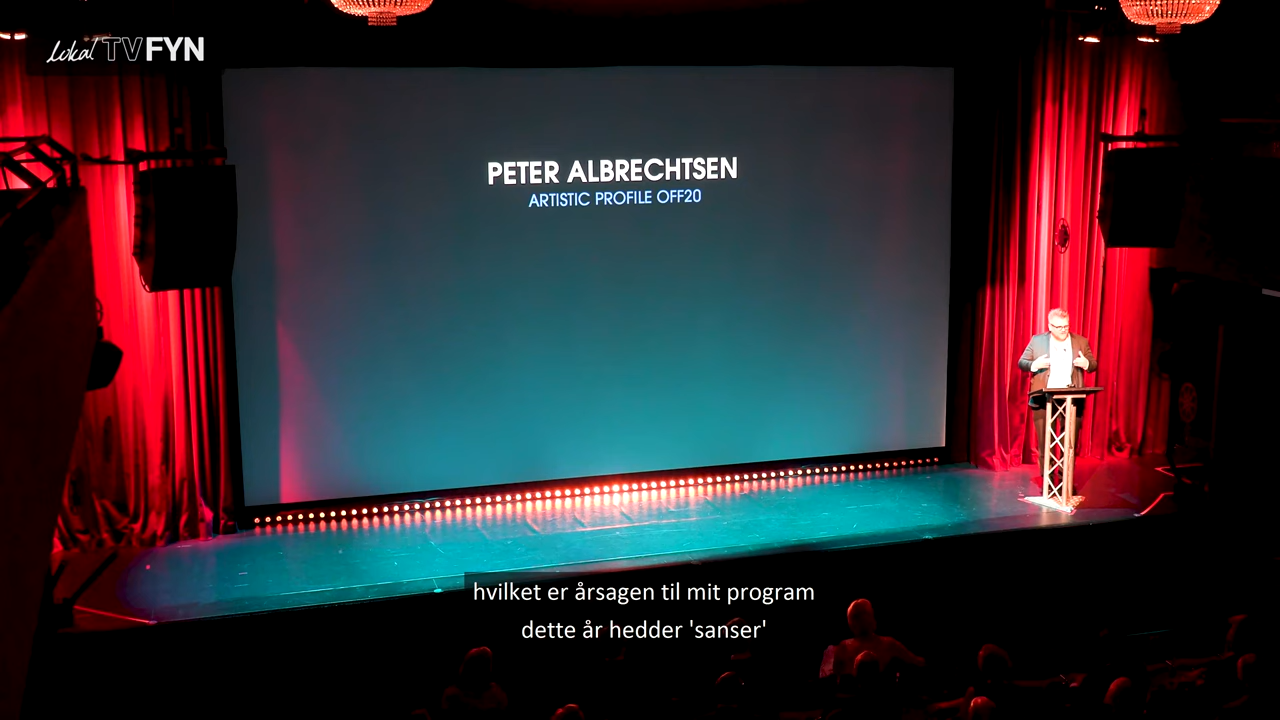 lokal TV FYN
PETER ALBRECHTSEN
ARTISTIC PROFILE OFF20
hvilket er årsagen til mit program
dette år hedder 'sanser'